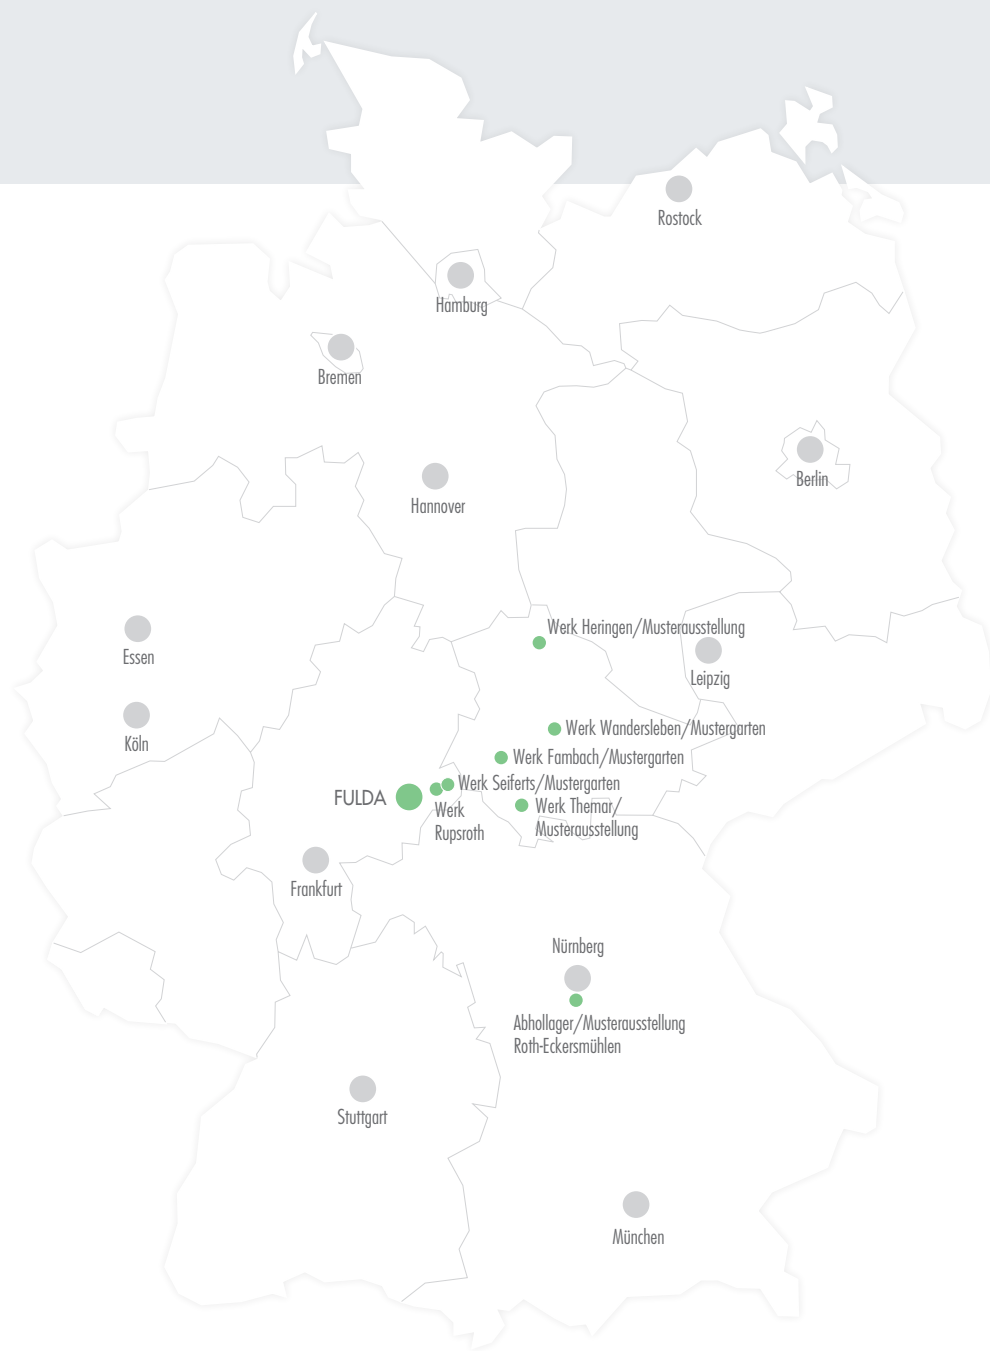 Rostock
Hamburg
Bremen
Berlin
Hannover
Werk Heringen/Musterausstellung
Essen
Leipzig
Werk Wandersleben/Mustergarten
Köln
Werk Fambach/Mustergarten
Werk Seiferts/Mustergarten
FULDA
Werk
Rupsroth
Werk Themar/
Musterausstellung
Frankfurt
Nürnberg
Abhollager/Musterausstellung
Roth-Eckersmühlen
Stuttgart
München